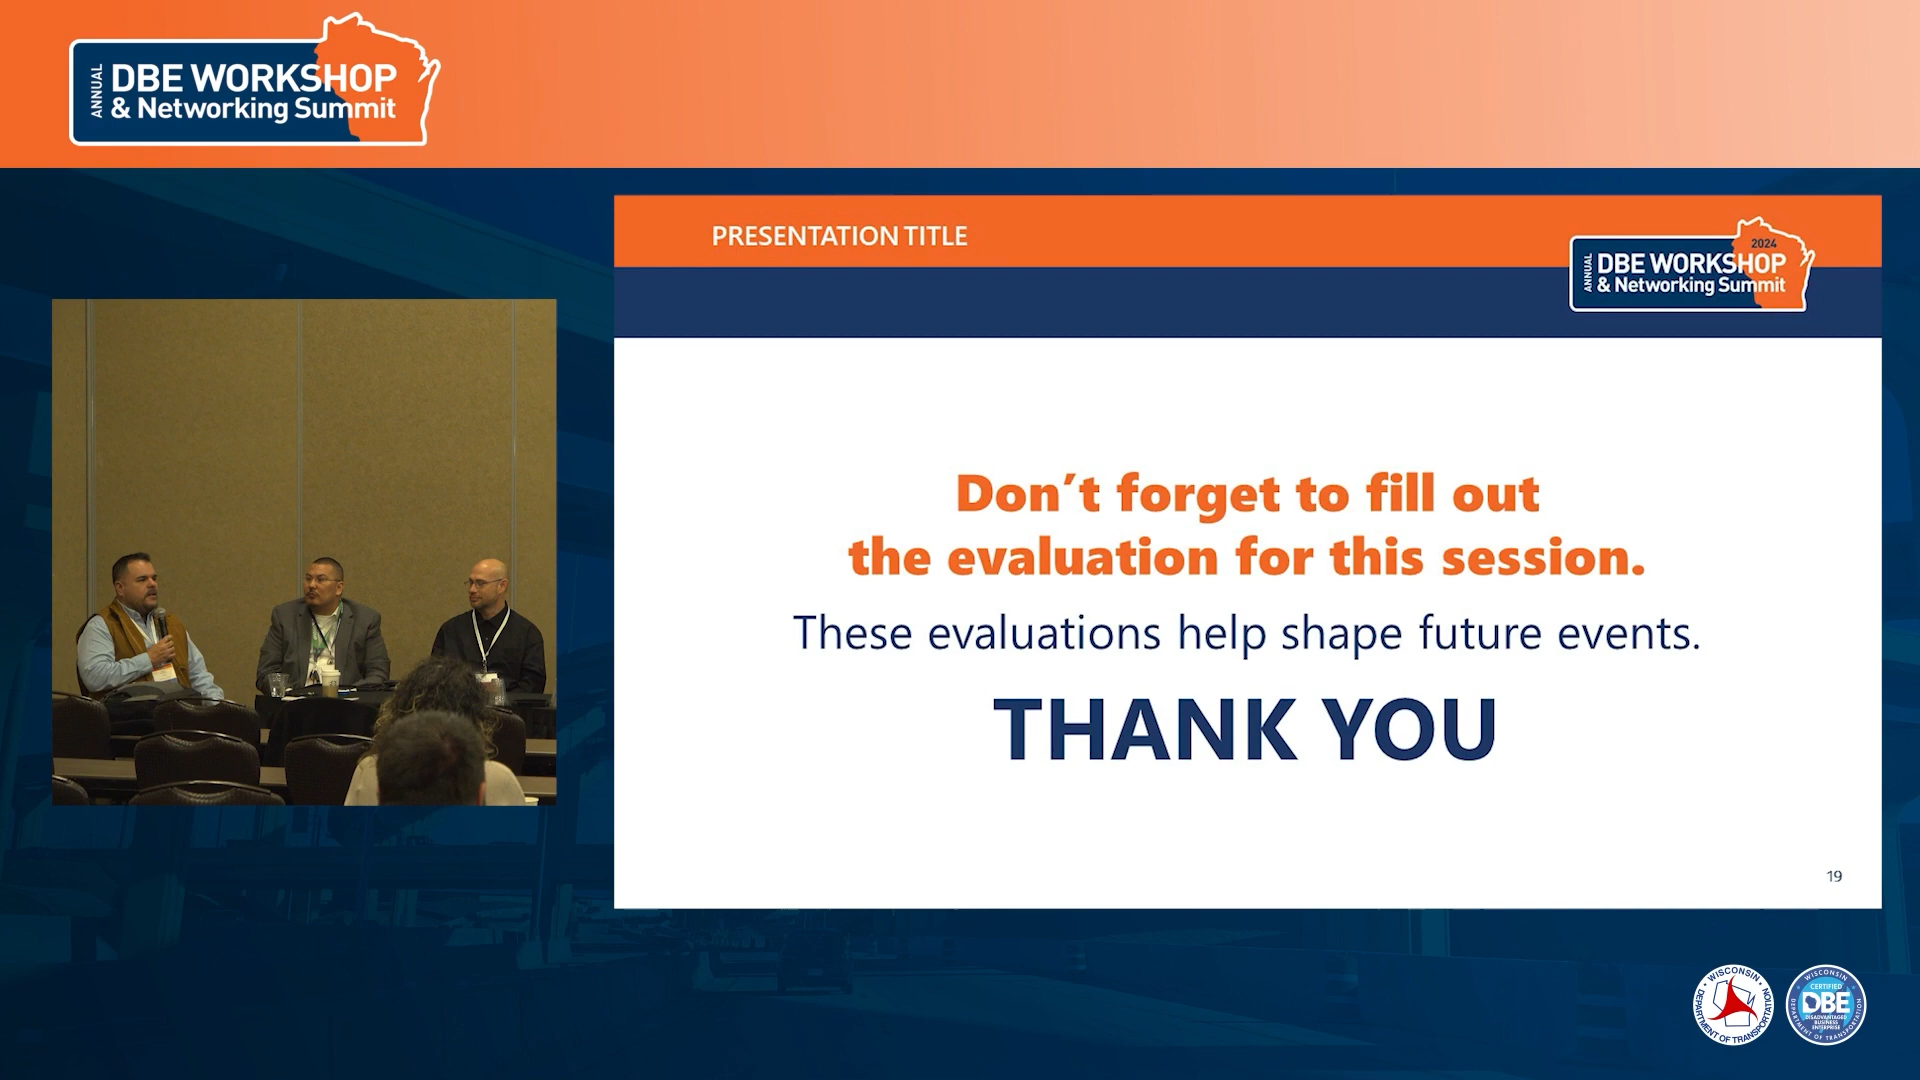 ANNUAL
DBE WORKSHOP
& Networking Summit
PRESENTATION TITLE
2024
ANNUAL
DBE WORKSHOP
& Networking Summit
Don't forget to fill out
the evaluation for this session.
These evaluations help shape future events.
THANK YOU
19
WISCONSIN
DEPARTMENT OF TRANSPORTATION
WISCONSIN
CERTIFIED
DBE
DISADVANTAGED
BUSINESS
ENTERPRISE
DEPARTMENT OF TRANSPORTATION